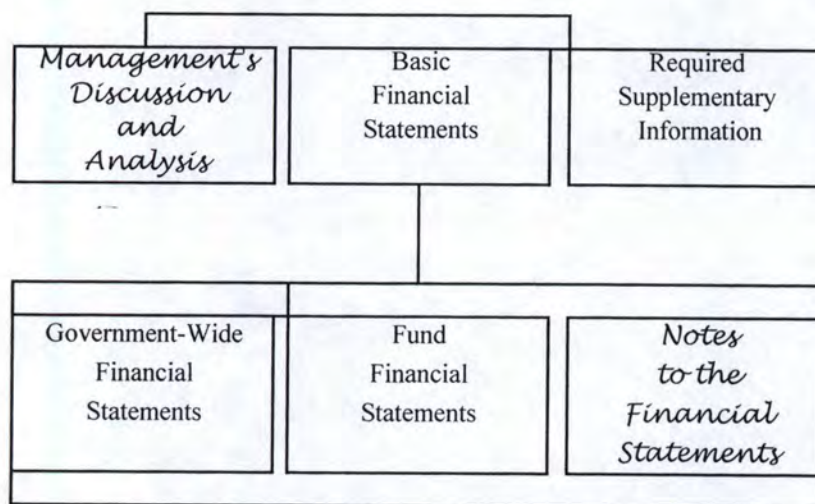 Management's
Discussion
and
Analysis
Basic
Financial
Statements
Required
Supplementary
Information
Government-Wide
Financial
Statements
Fund
Financial
Statements
Notes
to the
Financial
Statements